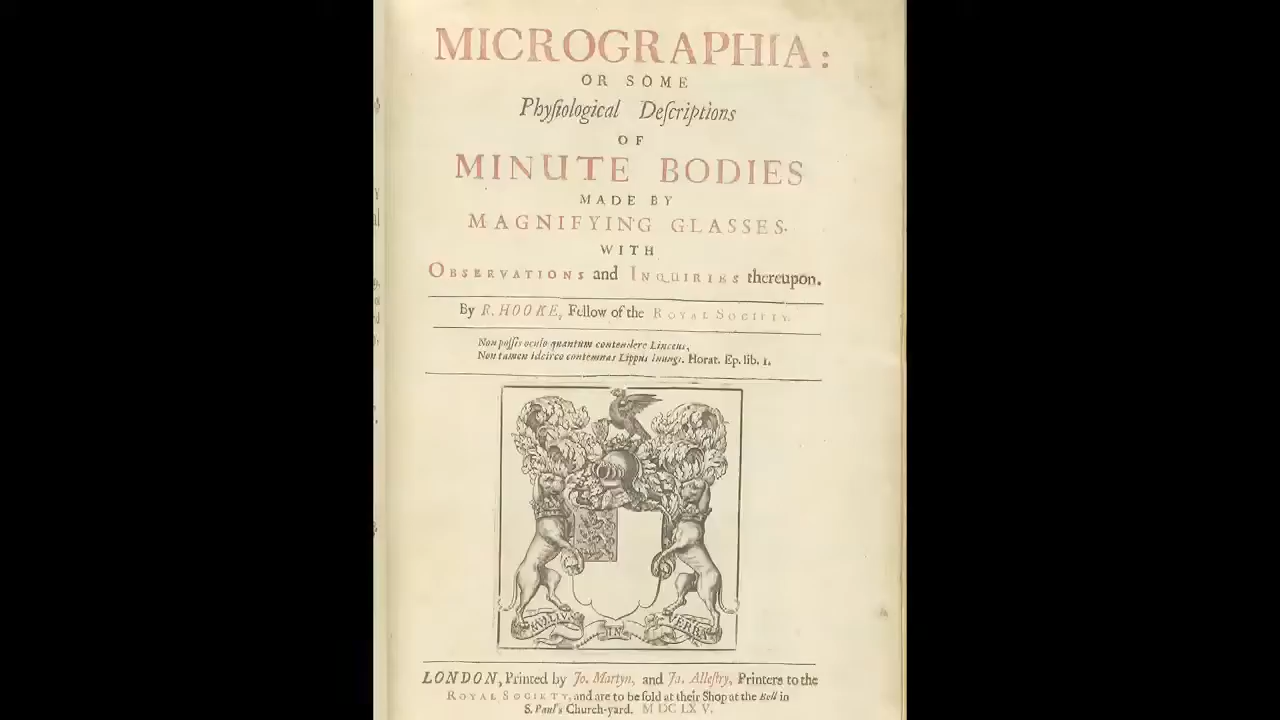 MICROGRAPHIA:
OR SOME
Phyſiological Deſcriptions
OF
MINUTE BODIES
MADE BY
MAGNIFYING GLASSES.
WITH
OBSERVATIONS and INQUIRIES thereupon.
By R. HOOKE, Fellow of the ROYAL SOCIETY.
Non poſſis oculo quantum contendere Linceus,
Non tamen idcirco contemnas Lippus inungi. Horat. Ep. lib. 1.
NULLIUS IN VERBA
LONDON, Printed by Jo. Martyn, and Ja. Alleſtry, Printers to the
ROYAL SOCIETY, and are to be ſold at their Shop at the Bell in
S. Paul's Church-yard. M DC LX V.